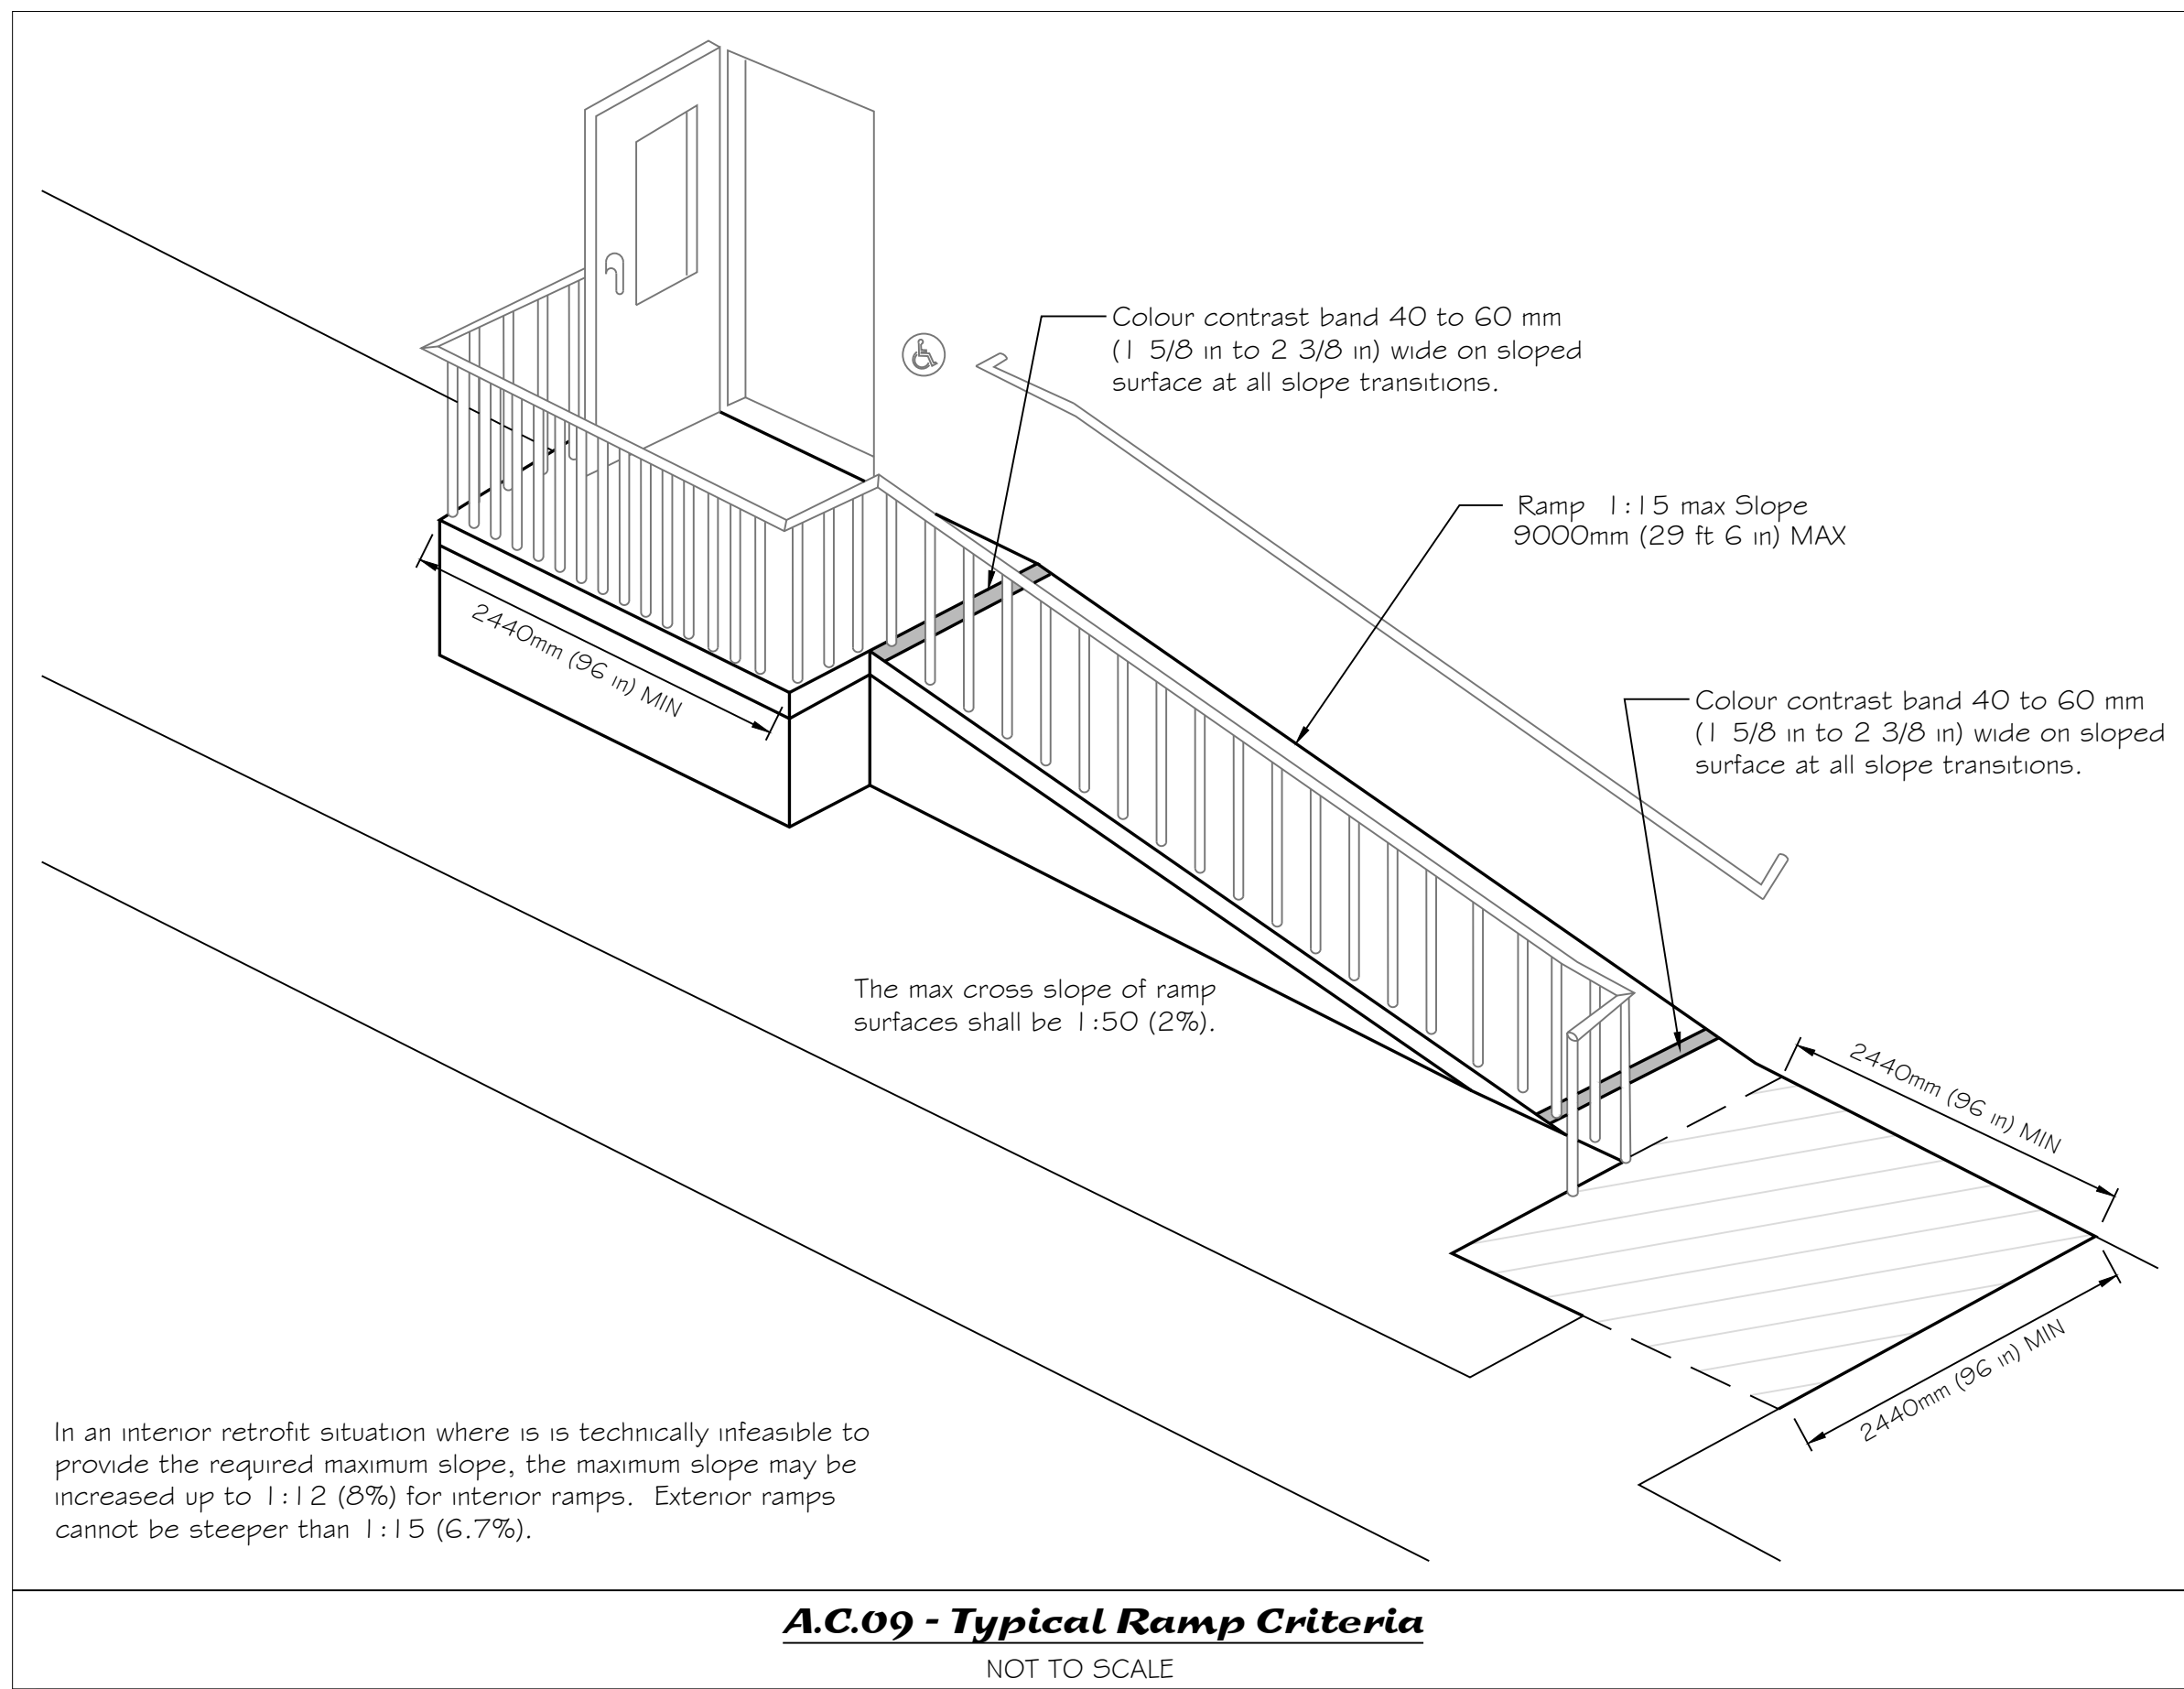 Colour contrast band 40 to 60 mm
(1 5/8 in to 2 3/8 in) wide on sloped
surface at all slope transitions.
Ramp 1:15 max Slope
9000mm (29 ft 6 in) MAX
2440mm (96 in) MIN
Colour contrast band 40 to 60 mm
(1 5/8 in to 2 3/8 in) wide on sloped
surface at all slope transitions.
The max cross slope of ramp
surfaces shall be 1:50 (2%).
2440mm (96 in) MIN
2440mm (96 in) MIN
In an interior retrofit situation where is is technically infeasible to
provide the required maximum slope, the maximum slope may be
increased up to 1:12 (8%) for interior ramps. Exterior ramps
cannot be steeper than 1:15 (6.7%).
A.C.09 - Typical Ramp Criteria
NOT TO SCALE